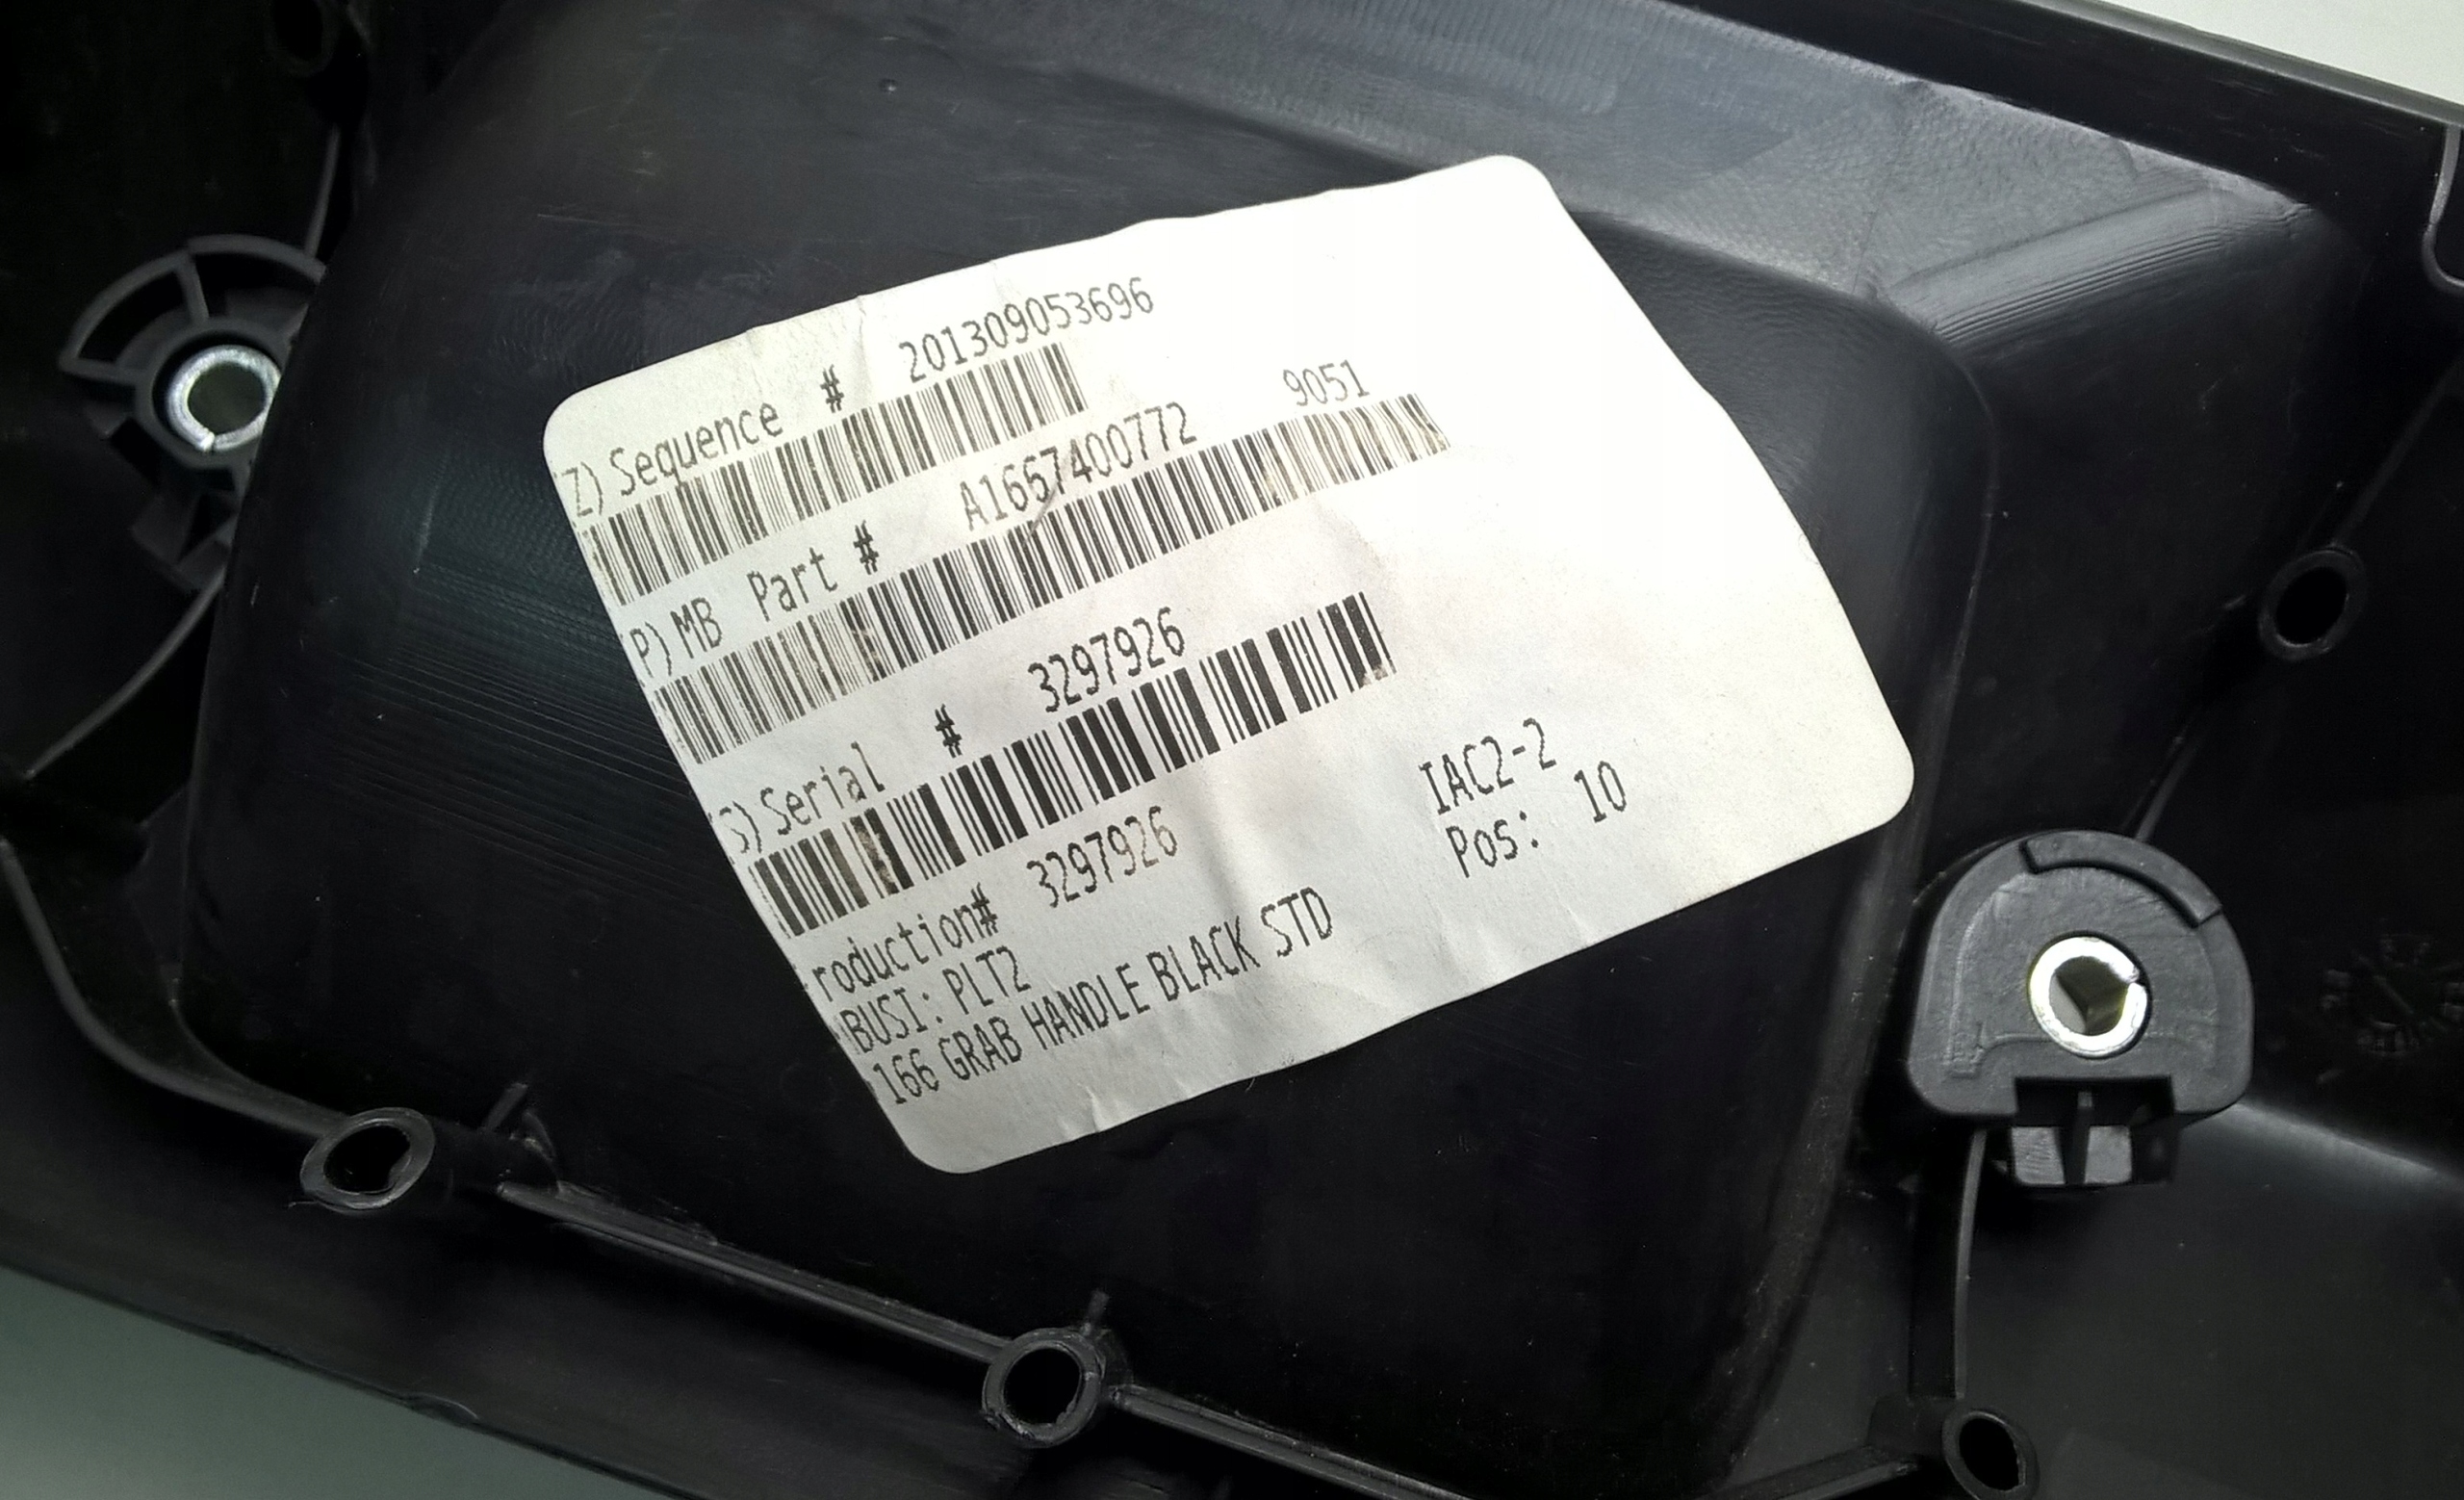 Z) Sequence # 201309053696
P) MB Part # A1667400772 9051
S) Serial # 3297926
roduction# 3297926
IAC2-2
BUSI: PLT2
Pos: 10
166 GRAB HANDLE BLACK STD